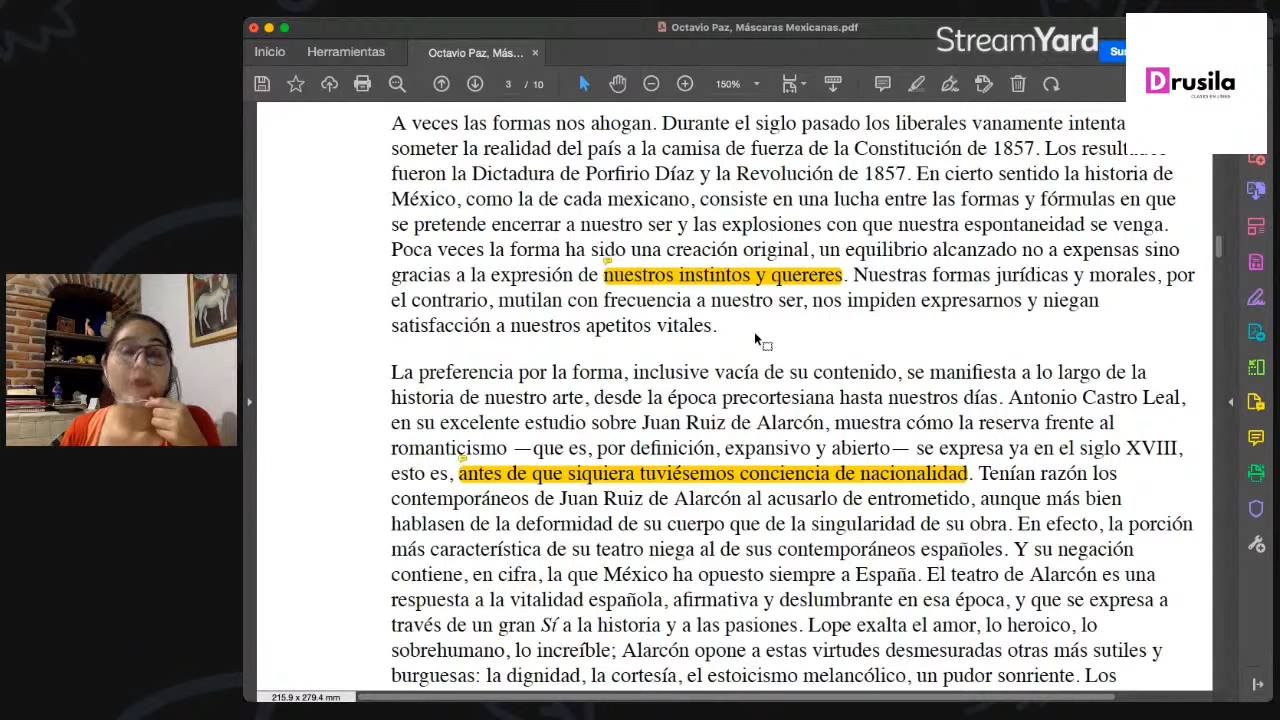 Octavio Paz, Máscaras Mexicanas.pdf
StreamYard
Inicio
Herramientas
Octavio Paz, Más...
Sus
Drusila
CLASES EN LÍNEA
3 / 10
150%
A veces las formas nos ahogan. Durante el siglo pasado los liberales vanamente intenta
someter la realidad del país a la camisa de fuerza de la Constitución de 1857. Los resultados
fueron la Dictadura de Porfirio Díaz y la Revolución de 1857. En cierto sentido la historia de
México, como la de cada mexicano, consiste en una lucha entre las formas y fórmulas en que
se pretende encerrar a nuestro ser y las explosiones con que nuestra espontaneidad se venga.
Poca veces la forma ha sido una creación original, un equilibrio alcanzado no a expensas sino
gracias a la expresión de nuestros instintos y quereres. Nuestras formas jurídicas y morales, por
el contrario, mutilan con frecuencia a nuestro ser, nos impiden expresarnos y niegan
satisfacción a nuestros apetitos vitales.
La preferencia por la forma, inclusive vacía de su contenido, se manifiesta a lo largo de la
historia de nuestro arte, desde la época precortesiana hasta nuestros días. Antonio Castro Leal,
en su excelente estudio sobre Juan Ruiz de Alarcón, muestra cómo la reserva frente al
romanticismo —que es, por definición, expansivo y abierto— se expresa ya en el siglo XVIII,
esto es, antes de que siquiera tuviésemos conciencia de nacionalidad. Tenían razón los
contemporáneos de Juan Ruiz de Alarcón al acusarlo de entrometido, aunque más bien
hablasen de la deformidad de su cuerpo que de la singularidad de su obra. En efecto, la porción
más característica de su teatro niega al de sus contemporáneos españoles. Y su negación
contiene, en cifra, la que México ha opuesto siempre a España. El teatro de Alarcón es una
respuesta a la vitalidad española, afirmativa y deslumbrante en esa época, y que se expresa a
través de un gran Sí a la historia y a las pasiones. Lope exalta el amor, lo heroico, lo
sobrehumano, lo increíble; Alarcón opone a estas virtudes desmesuradas otras más sutiles y
burguesas: la dignidad, la cortesía, el estoicismo melancólico, un pudor sonriente. Los
215.9 x 279.4 mm